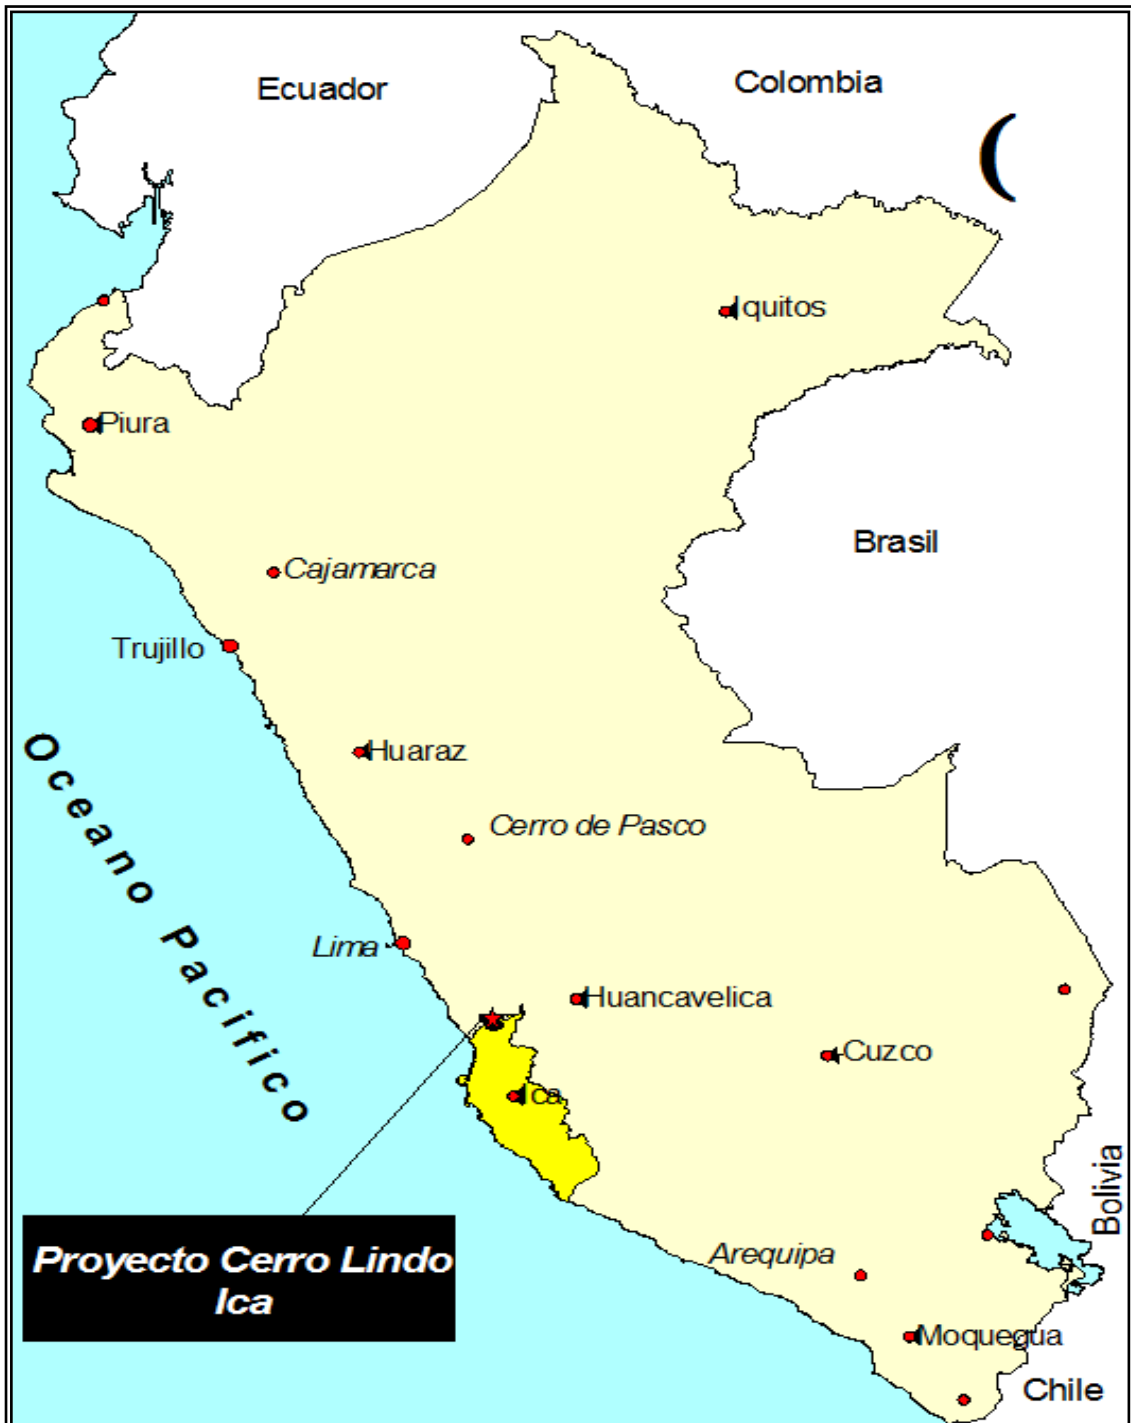 Ecuador
Colombia
(
Iquitos
Piura
Brasil
Cajamarca
Trujillo
Huaraz
Oceano Pacifico
Cerro de Pasco
Lima
Huancavelica
Cuzco
Ica
Bolivia
Proyecto Cerro Lindo
Ica
Arequipa
Moquegua
Chile